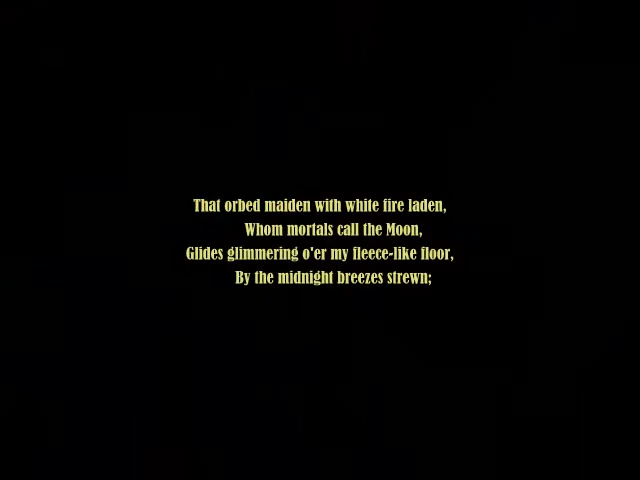 That orbed maiden with white fire laden,
Whom mortals call the Moon,
Glides glimmering o'er my fleece-like floor,
By the midnight breezes strewn;